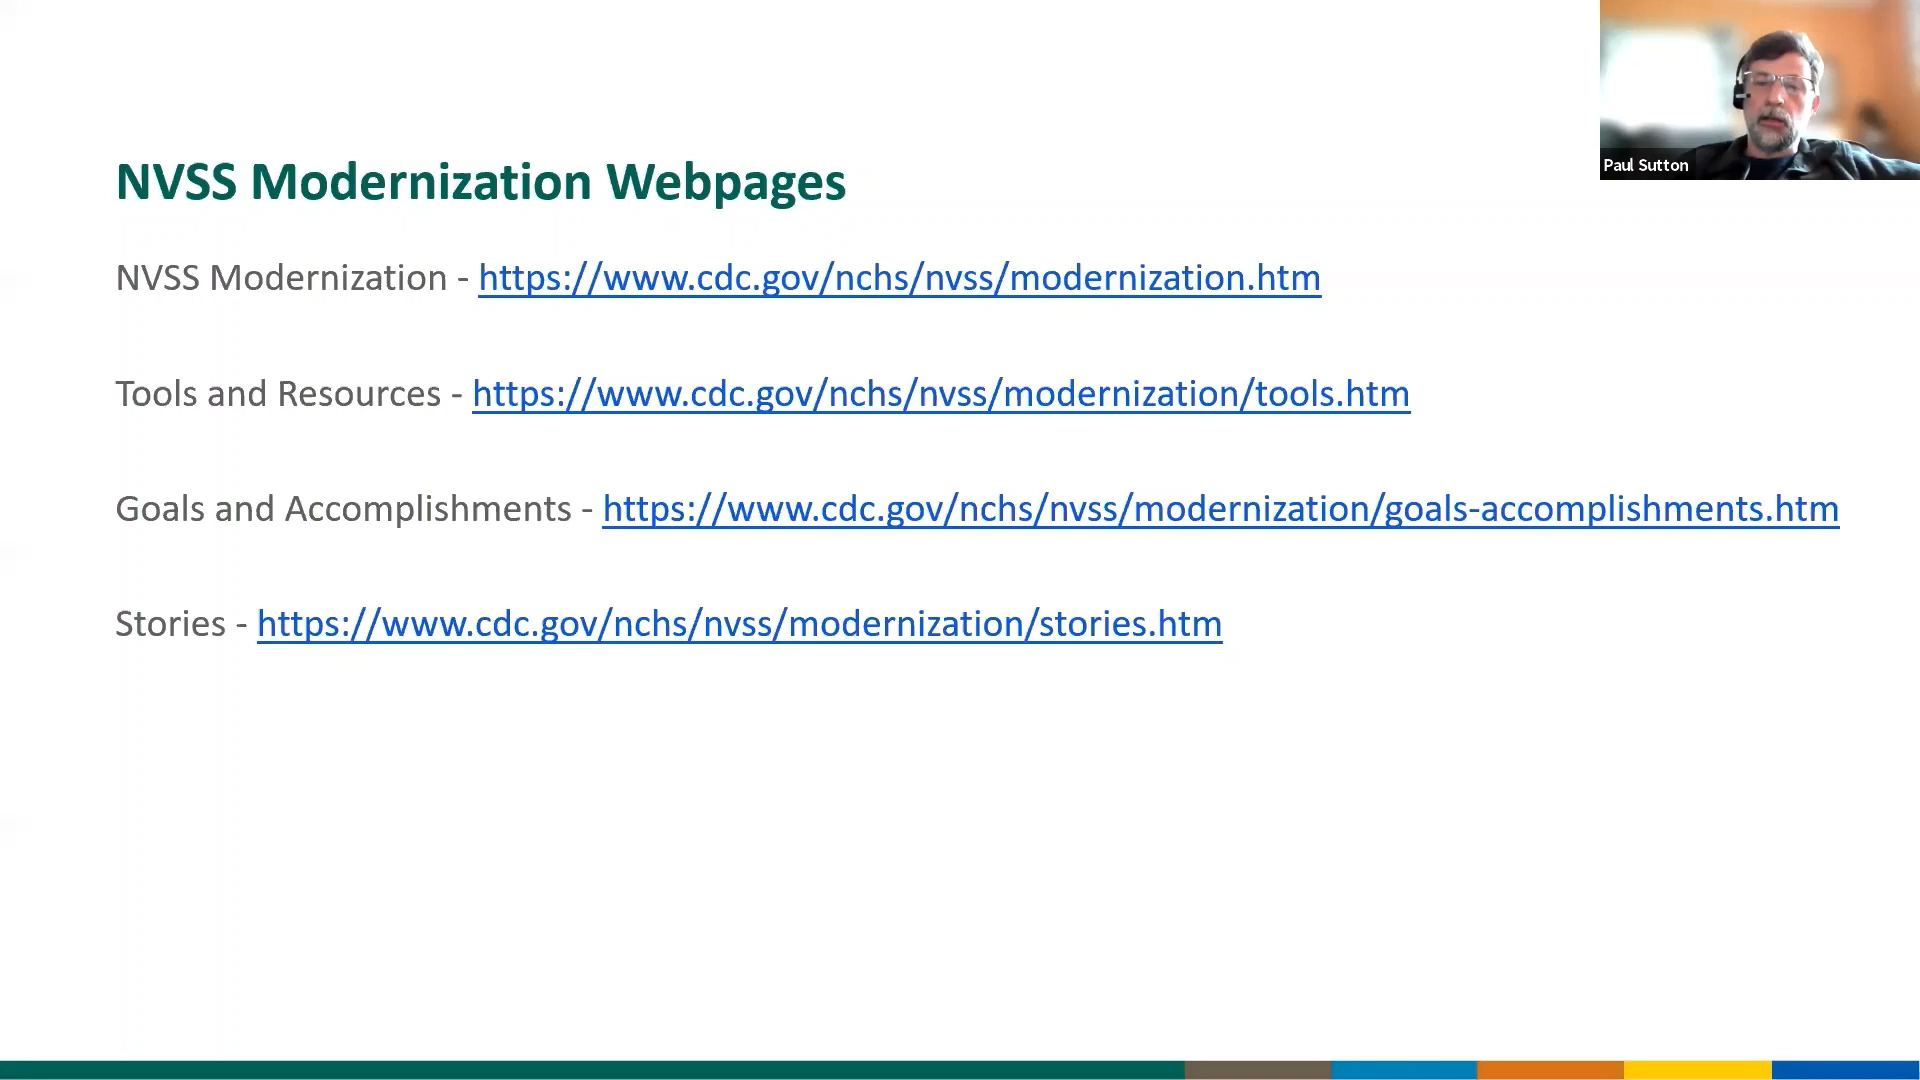 Paul Sutton
NVSS Modernization Webpages
NVSS Modernization - https://www.cdc.gov/nchs/nvss/modernization.htm
Tools and Resources - https://www.cdc.gov/nchs/nvss/modernization/tools.htm
Goals and Accomplishments - https://www.cdc.gov/nchs/nvss/modernization/goals-accomplishments.htm
Stories - https://www.cdc.gov/nchs/nvss/modernization/stories.htm